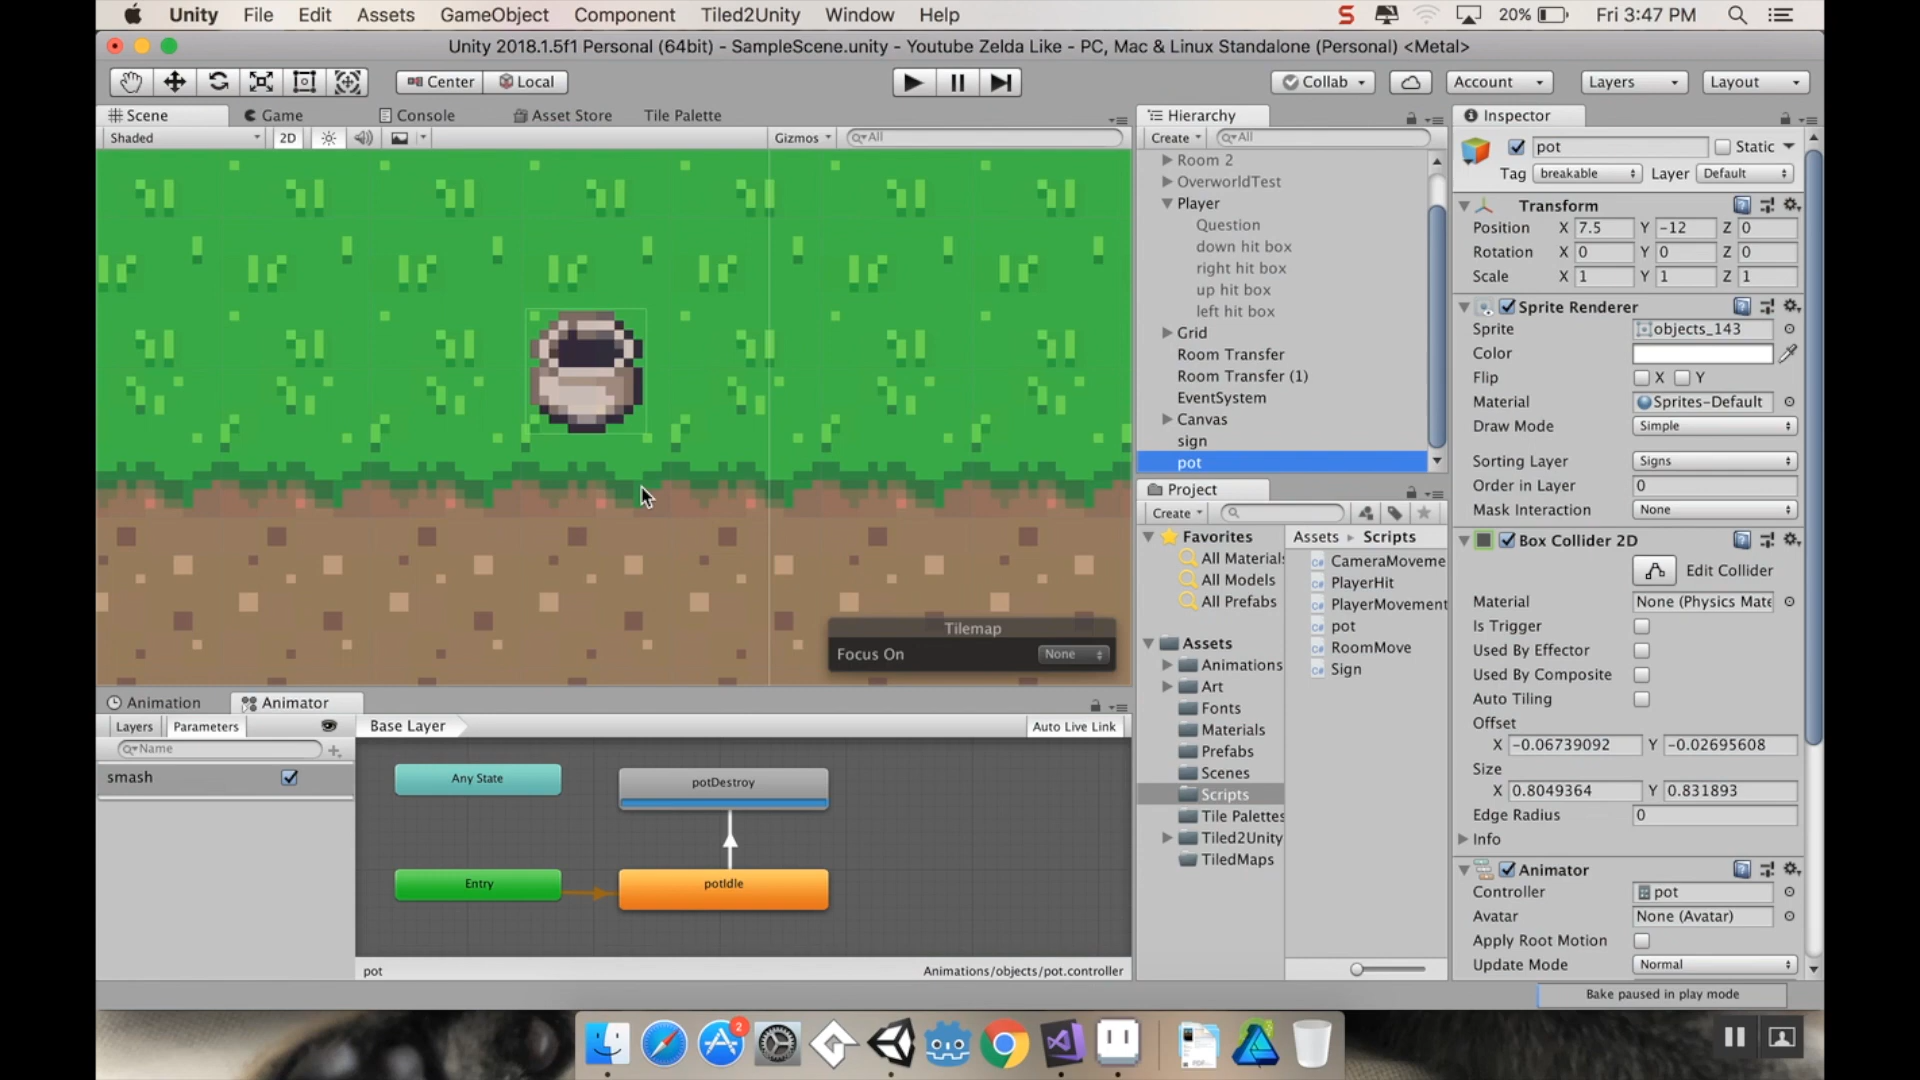 Unity File Edit Assets GameObject Component Tiled2Unity Window Help
20% Fri 3:47 PM
Unity 2018.1.5f1 Personal (64bit) - SampleScene.unity - Youtube Zelda Like - PC, Mac & Linux Standalone (Personal) <Metal>
Center Local Collab Account Layers Layout
Scene Game Console Asset Store Tile Palette
Shaded 2D Gizmos All
Tilemap
Focus On None
Hierarchy
Create All
Room 2
OverworldTest
Player
Question
down hit box
right hit box
up hit box
left hit box
Grid
Room Transfer
Room Transfer (1)
EventSystem
Canvas
sign
pot
Project
Create
Favorites
All Materials
All Models
All Prefabs
Assets
Animations
Art
Fonts
Materials
Prefabs
Scenes
Scripts
Tile Palettes
Tiled2Unity
TiledMaps
Assets Scripts
CameraMoveme
PlayerHit
PlayerMovement
pot
RoomMove
Sign
Inspector
pot Static
Tag breakable Layer Default
Transform
Position X 7.5 Y -12 Z 0
Rotation X 0 Y 0 Z 0
Scale X 1 Y 1 Z 1
Sprite Renderer
Sprite objects_143
Color
Flip X Y
Material Sprites-Default
Draw Mode Simple
Sorting Layer Signs
Order in Layer 0
Mask Interaction None
Box Collider 2D
Edit Collider
Material None (Physics Mate
Is Trigger
Used By Effector
Used By Composite
Auto Tiling
Offset
X -0.06739092 Y -0.02695608
Size
X 0.8049364 Y 0.831893
Edge Radius 0
Info
Animator
Controller pot
Avatar None (Avatar)
Apply Root Motion
Update Mode Normal
Bake paused in play mode
Animation Animator
Layers Parameters Base Layer Auto Live Link
Name
smash
Any State
potDestroy
Entry
potIdle
pot Animations/objects/pot.controller
2